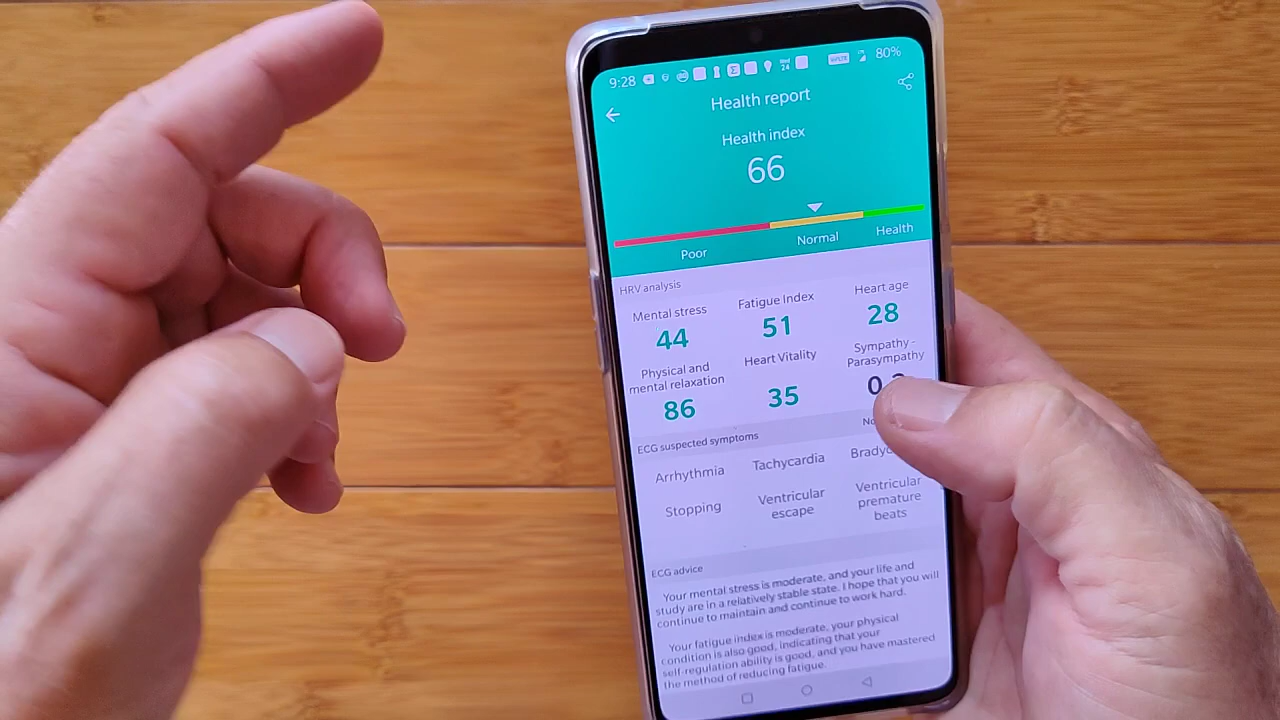 9:28
Wed 24
VoLTE
80%
Health report
Health index
66
Poor
Normal
Health
HRV analysis
Mental stress
Fatigue Index
Heart age
44
51
28
Physical and
mental relaxation
Heart Vitality
Sympathy -
Parasympathy
86
35
ECG suspected symptoms
Arrhythmia
Tachycardia
Stopping
Ventricular
escape
Ventricular
premature
beats
ECG advice
Your mental stress is moderate, and your life and
study are in a relatively stable state. I hope that you will
continue to maintain and continue to work hard.
Your fatigue index is moderate, your physical
condition is also good, indicating that your
self-regulation ability is good, and you have mastered
the method of reducing fatigue.